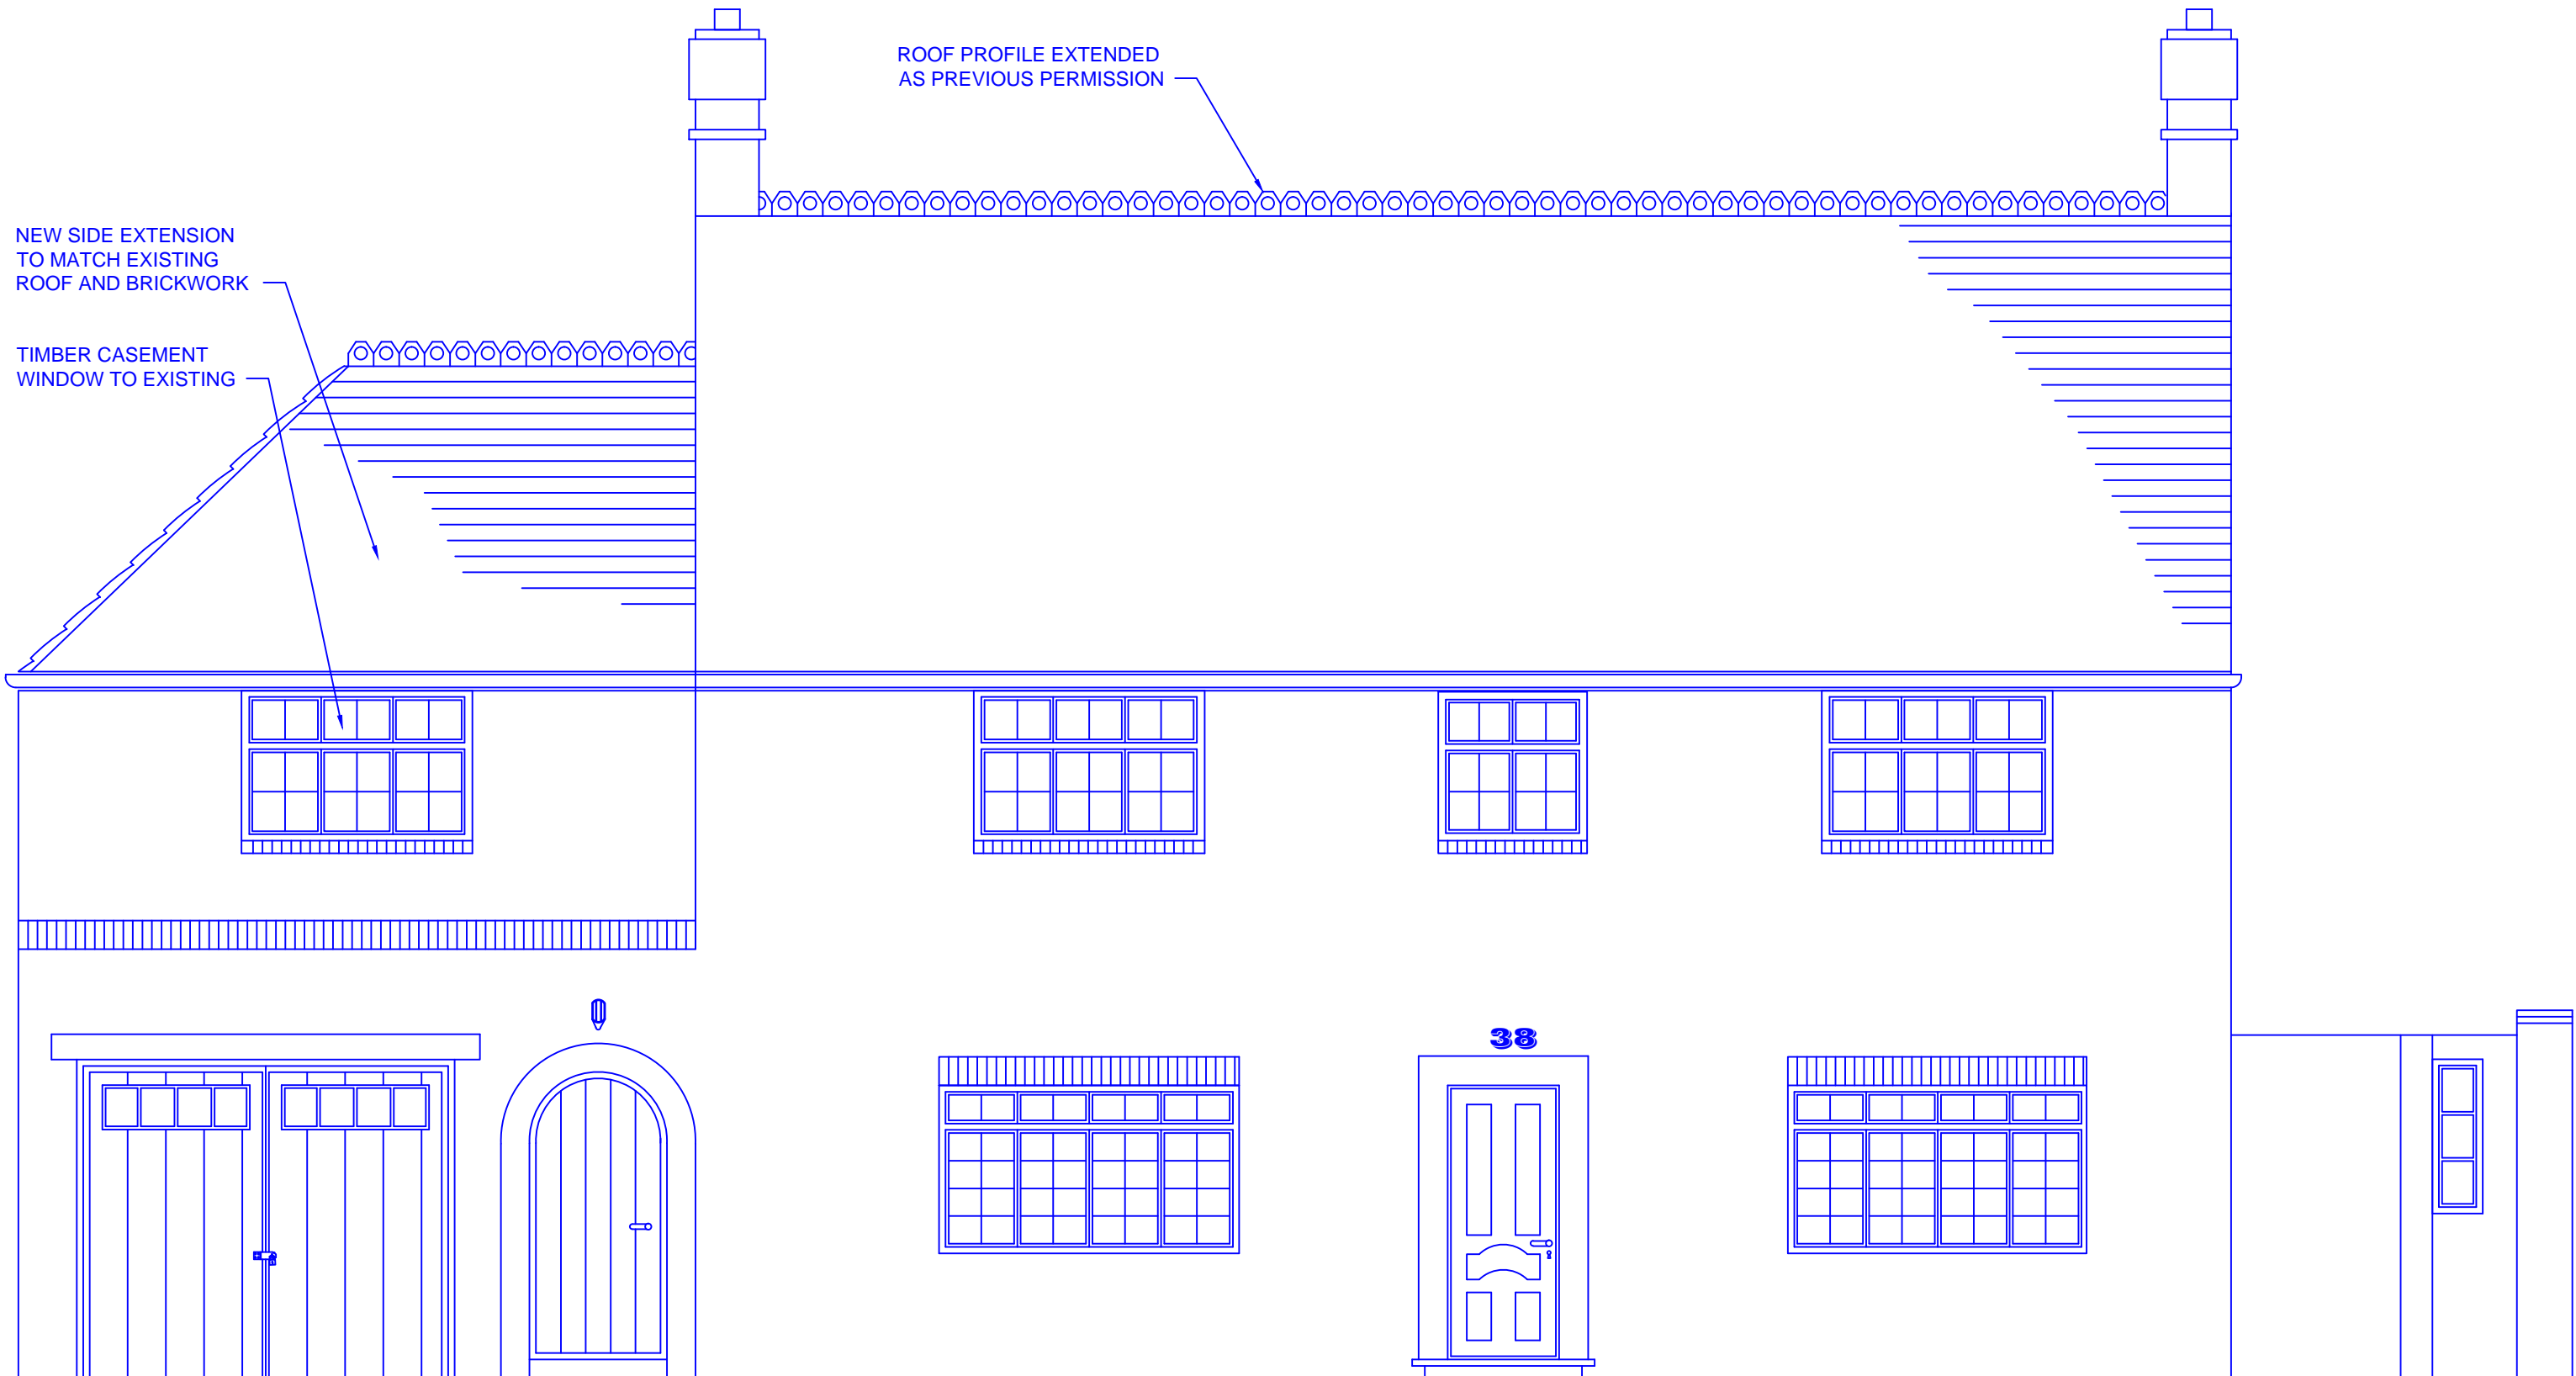 ROOF PROFILE EXTENDED
AS PREVIOUS PERMISSION
NEW SIDE EXTENSION
TO MATCH EXISTING
ROOF AND BRICKWORK
TIMBER CASEMENT
WINDOW TO EXISTING
38